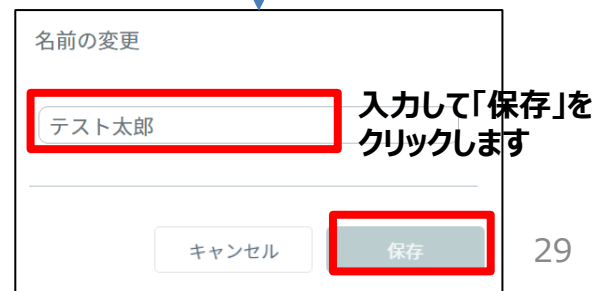 名前の変更
テスト太郎
入力して「保存」を
クリックします
キャンセル
保存
29